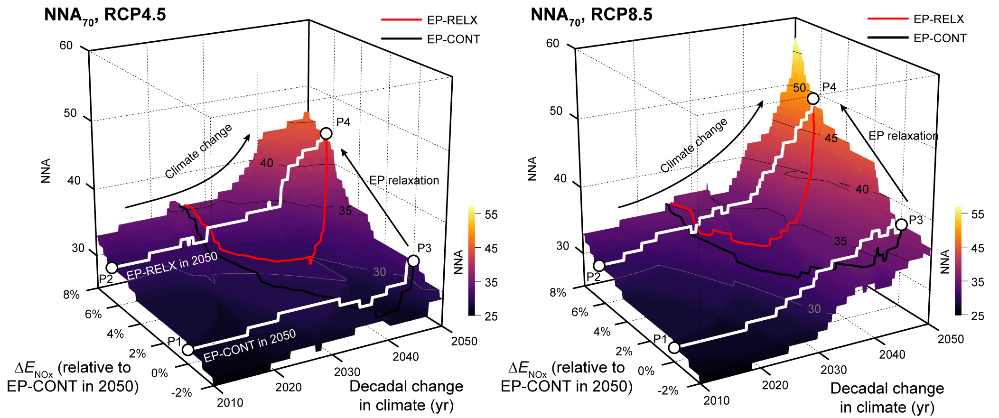 NNA70, RCP4.5
EP-RELX
EP-CONT
60
50
40
30
NNA
Climate change
P4
EP relaxation
40
35
30
P3
P2
EP-RELX in 2050
P1
EP-CONT in 2050
8%
6%
4%
2%
0%
-2%
ΔENOx (relative to
EP-CONT in 2050)
2010
2020
2030
2040
2050
Decadal change
in climate (yr)
NNA
55
45
35
25
NNA70, RCP8.5
EP-RELX
EP-CONT
60
50
40
30
NNA
Climate change
50
P4
EP relaxation
45
40
35
30
P3
P2
P1
8%
6%
4%
2%
0%
-2%
ΔENOx (relative to
EP-CONT in 2050)
2010
2020
2030
2040
2050
Decadal change
in climate (yr)
NNA
55
45
35
25